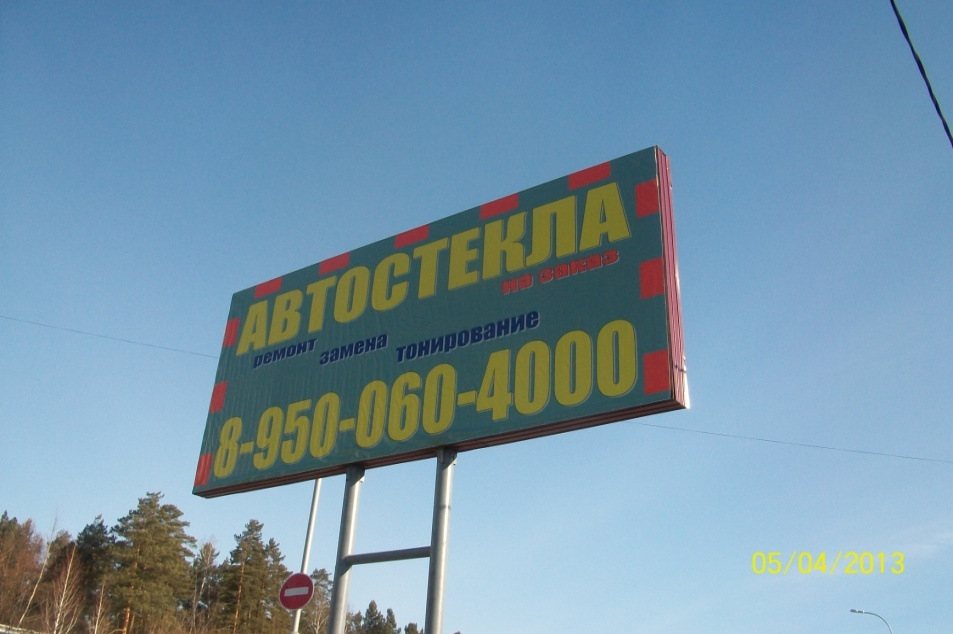 АВТОСТЕКЛА
на заказ
ремонт замена тонирование
8-950-060-4000
05/04/2013